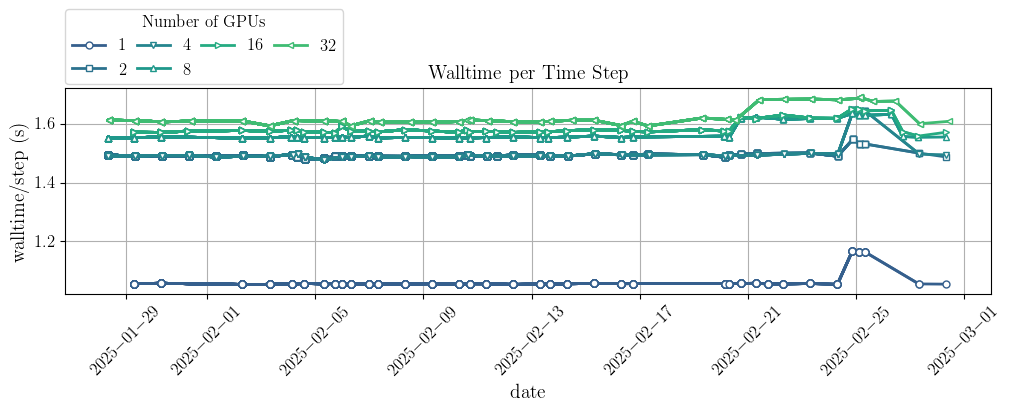 Number of GPUs
1 4 16 32
2 8
Walltime per Time Step
walltime/step (s)
1.6
1.4
1.2
2025−01−29
2025−02−01
2025−02−05
2025−02−09
2025−02−13
2025−02−17
2025−02−21
2025−02−25
2025−03−01
date